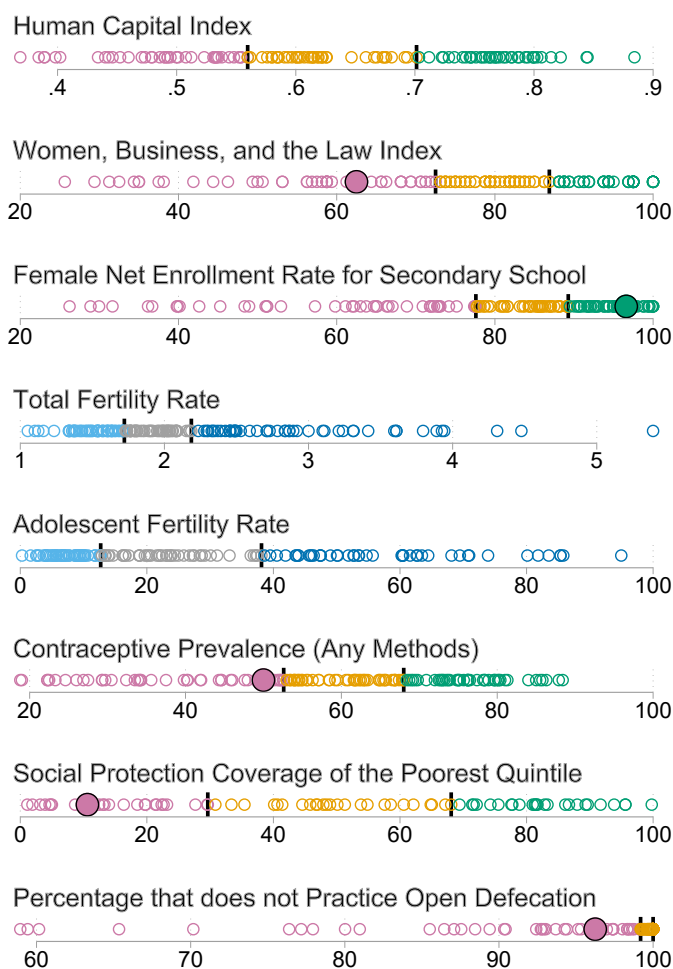 Human Capital Index
.4 .5 .6 .7 .8 .9
Women, Business, and the Law Index
20 40 60 80 100
Female Net Enrollment Rate for Secondary School
20 40 60 80 100
Total Fertility Rate
1 2 3 4 5
Adolescent Fertility Rate
0 20 40 60 80 100
Contraceptive Prevalence (Any Methods)
20 40 60 80 100
Social Protection Coverage of the Poorest Quintile
0 20 40 60 80 100
Percentage that does not Practice Open Defecation
60 70 80 90 100